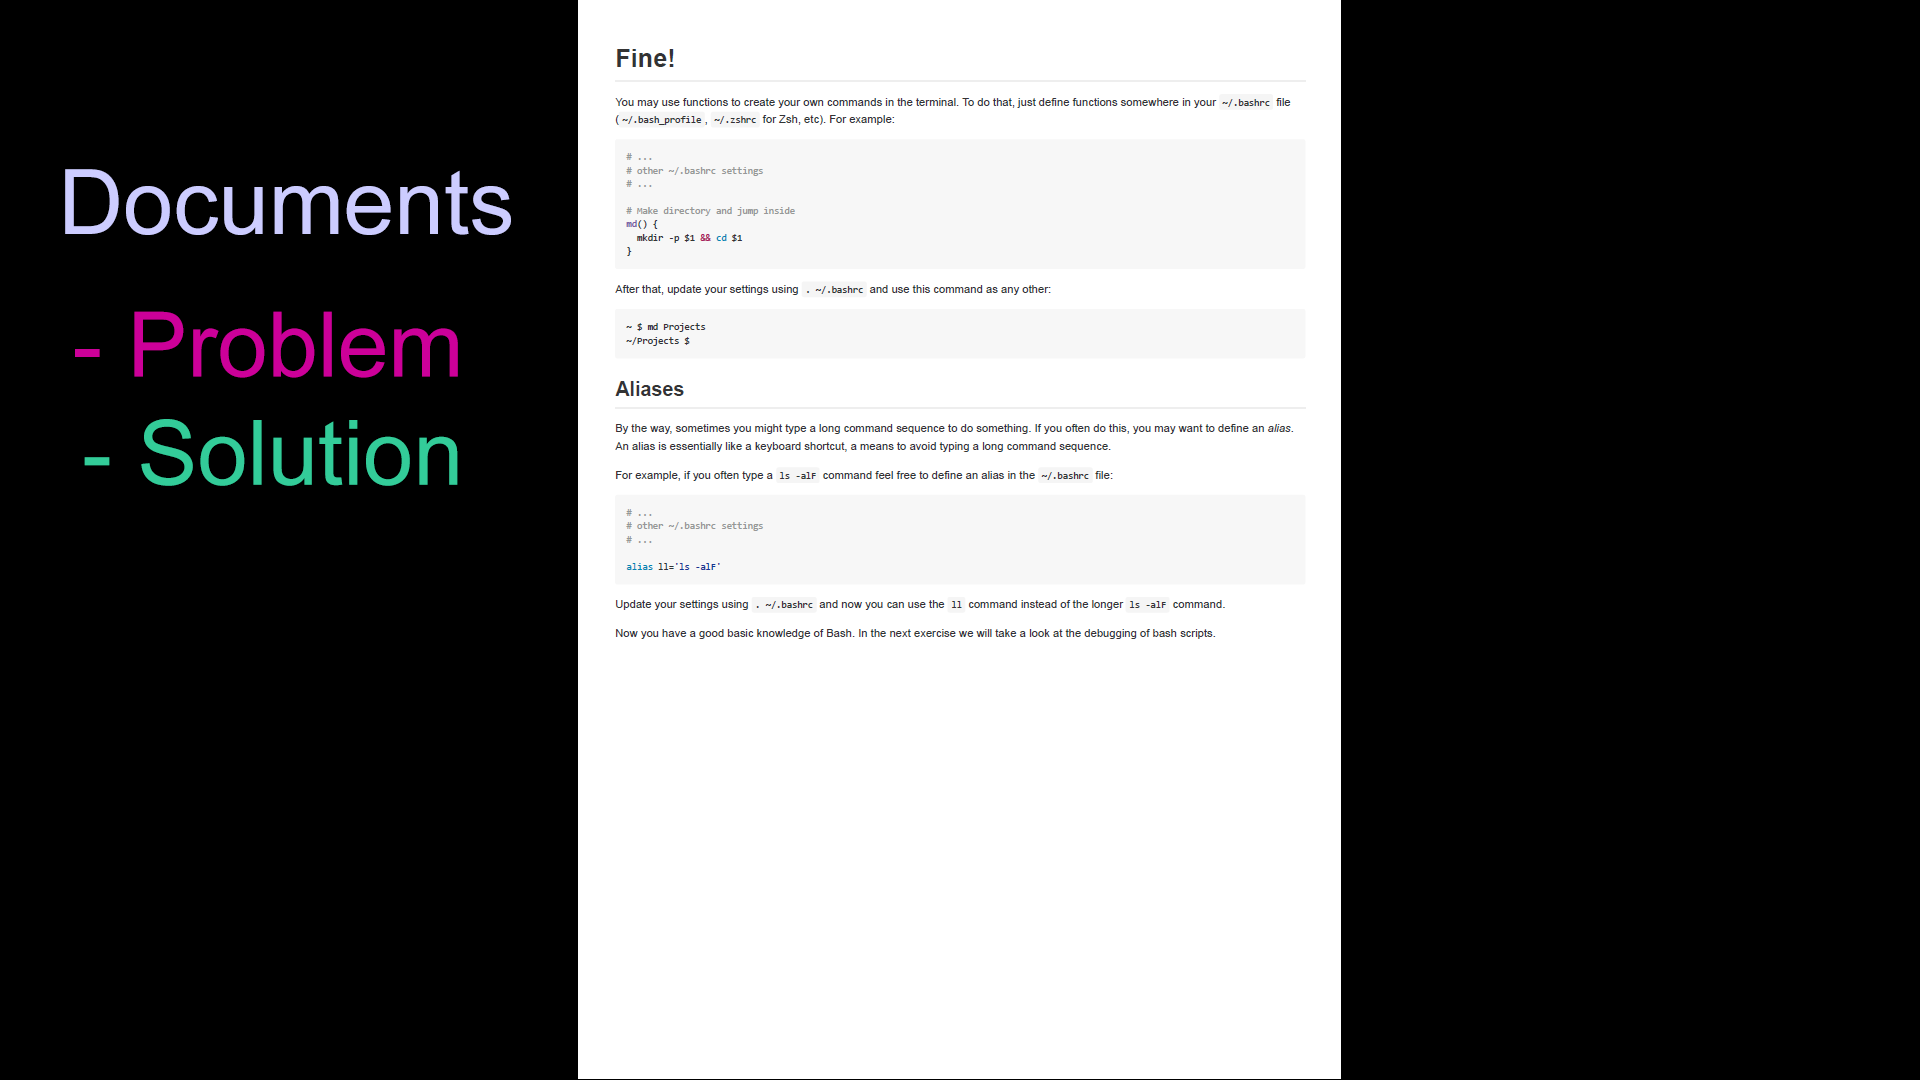 Documents
- Problem
- Solution
Fine!
You may use functions to create your own commands in the terminal. To do that, just define functions somewhere in your ~/.bashrc file
( ~/.bash_profile , ~/.zshrc for Zsh, etc). For example:
# ...
# other ~/.bashrc settings
# ...
# Make directory and jump inside
md() {
  mkdir -p $1 && cd $1
}
After that, update your settings using . ~/.bashrc and use this command as any other:
~ $ md Projects
~/Projects $
Aliases
By the way, sometimes you might type a long command sequence to do something. If you often do this, you may want to define an alias.
An alias is essentially like a keyboard shortcut, a means to avoid typing a long command sequence.
For example, if you often type a ls -alF command feel free to define an alias in the ~/.bashrc file:
# ...
# other ~/.bashrc settings
# ...
alias ll='ls -alF'
Update your settings using . ~/.bashrc and now you can use the ll command instead of the longer ls -alF command.
Now you have a good basic knowledge of Bash. In the next exercise we will take a look at the debugging of bash scripts.